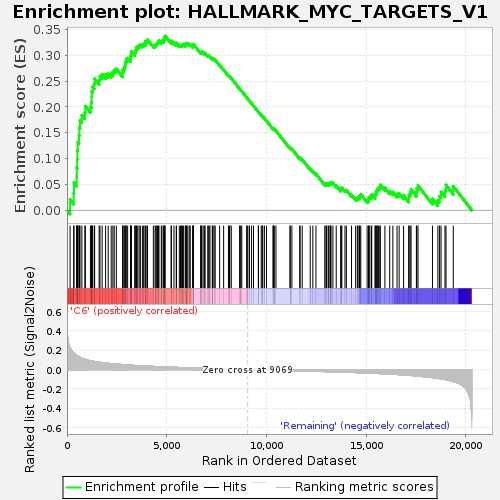 Enrichment plot: HALLMARK_MYC_TARGETS_V1
Enrichment score (ES)
0.35
0.30
0.25
0.20
0.15
0.10
0.05
0.00
Ranked list metric (Signal2Noise)
'C6' (positively correlated)
0.6
0.4
0.2
0.0
-0.2
-0.4
-0.6
Zero cross at 9069
'Remaining' (negatively correlated)
0
5,000
10,000
15,000
20,000
Rank in Ordered Dataset
Enrichment profile
Hits
Ranking metric scores